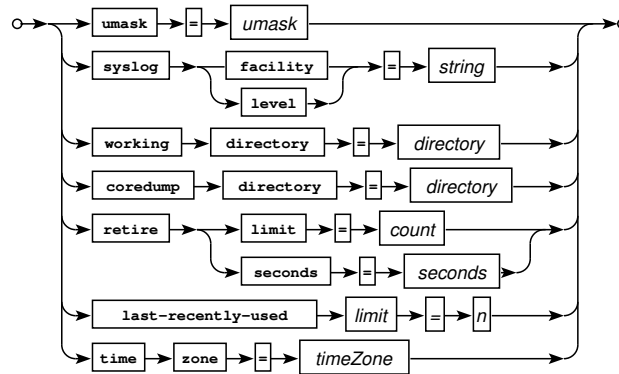 umask = umask
syslog facility = string
level
working directory = directory
coredump directory = directory
retire limit = count
seconds = seconds
last-recently-used limit = n
time zone = timeZone